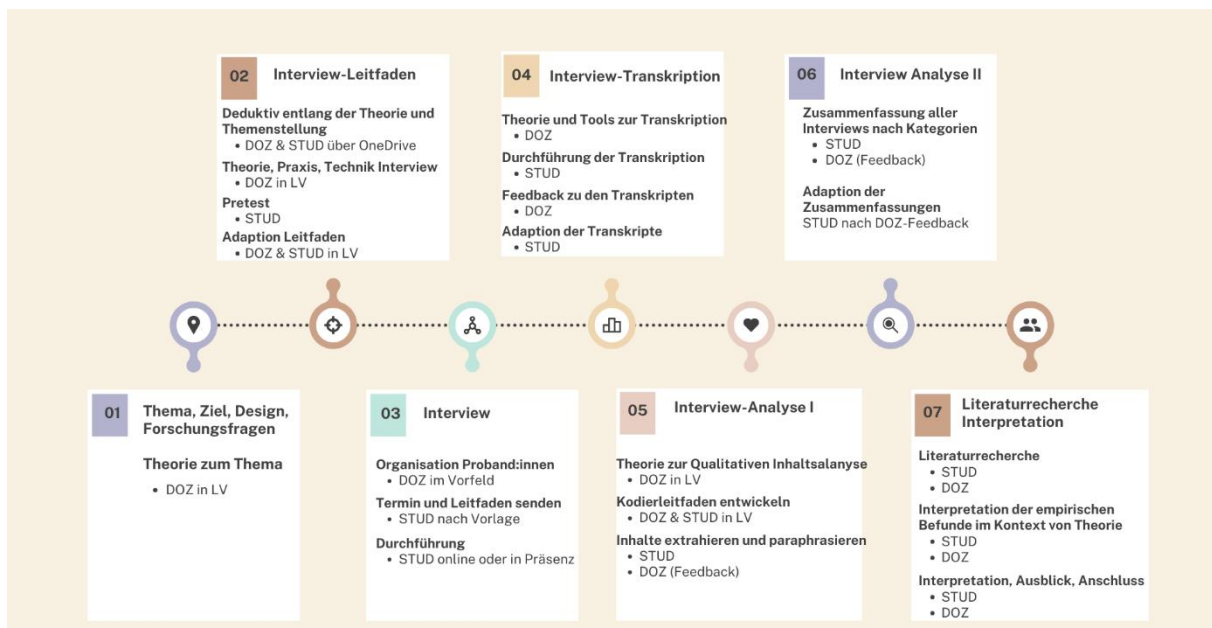 01
Thema, Ziel, Design,
Forschungsfragen
Theorie zum Thema
• DOZ in LV
02
Interview-Leitfaden
Deduktiv entlang der Theorie und
Themenstellung
• DOZ & STUD über OneDrive
Theorie, Praxis, Technik Interview
• DOZ in LV
Pretest
• STUD
Adaption Leitfaden
• DOZ & STUD in LV
03
Interview
Organisation Proband:innen
• DOZ im Vorfeld
Termin und Leitfaden senden
• STUD nach Vorlage
Durchführung
• STUD online oder in Präsenz
04
Interview-Transkription
Theorie und Tools zur Transkription
• DOZ
Durchführung der Transkription
• STUD
Feedback zu den Transkripten
• DOZ
Adaption der Transkripte
• STUD
05
Interview-Analyse I
Theorie zur Qualitativen Inhaltsalanyse
• DOZ in LV
Kodierleitfaden entwickeln
• DOZ & STUD in LV
Inhalte extrahieren und paraphrasieren
• STUD
• DOZ (Feedback)
06
Interview Analyse II
Zusammenfassung aller
Interviews nach Kategorien
• STUD
• DOZ (Feedback)
Adaption der
Zusammenfassungen
STUD nach DOZ-Feedback
07
Literaturrecherche
Interpretation
Literaturrecherche
• STUD
• DOZ
Interpretation der empirischen
Befunde im Kontext von Theorie
• STUD
• DOZ
Interpretation, Ausblick, Anschluss
• STUD
• DOZ